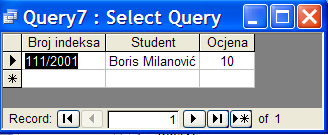 Query7 : Select Query
Broj indeksa Student Ocjena
111/2001 Boris Milanović 10
Record: 1 of 1